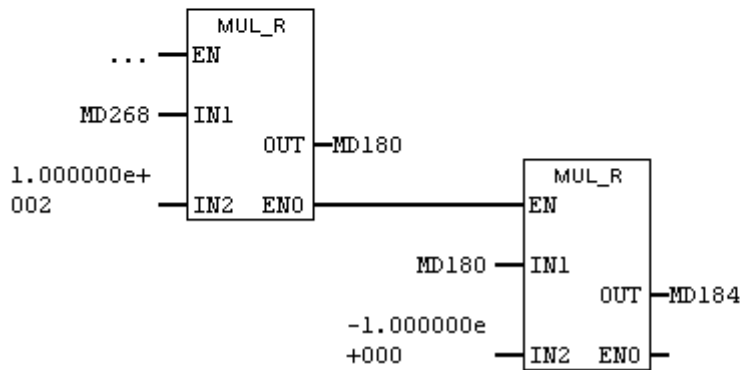 MUL_R
... EN
MD268 IN1
OUT MD180
1.000000e+
002 IN2 ENO
MUL_R
EN
MD180 IN1
OUT MD184
-1.000000e
+000 IN2 ENO